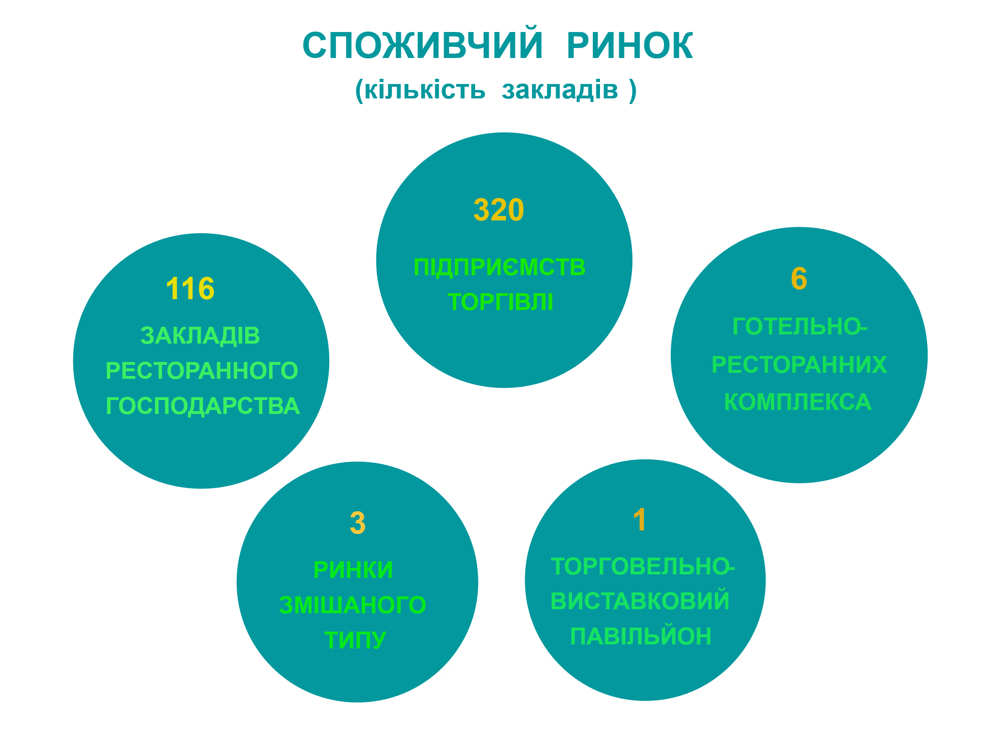 СПОЖИВЧИЙ РИНОК
(кількість закладів )
320
ПІДПРИЄМСТВ
ТОРГІВЛІ
116
ЗАКЛАДІВ
РЕСТОРАННОГО
ГОСПОДАРСТВА
6
ГОТЕЛЬНО-
РЕСТОРАННИХ
КОМПЛЕКСА
3
РИНКИ
ЗМІШАНОГО
ТИПУ
1
ТОРГОВЕЛЬНО-
ВИСТАВКОВИЙ
ПАВІЛЬЙОН